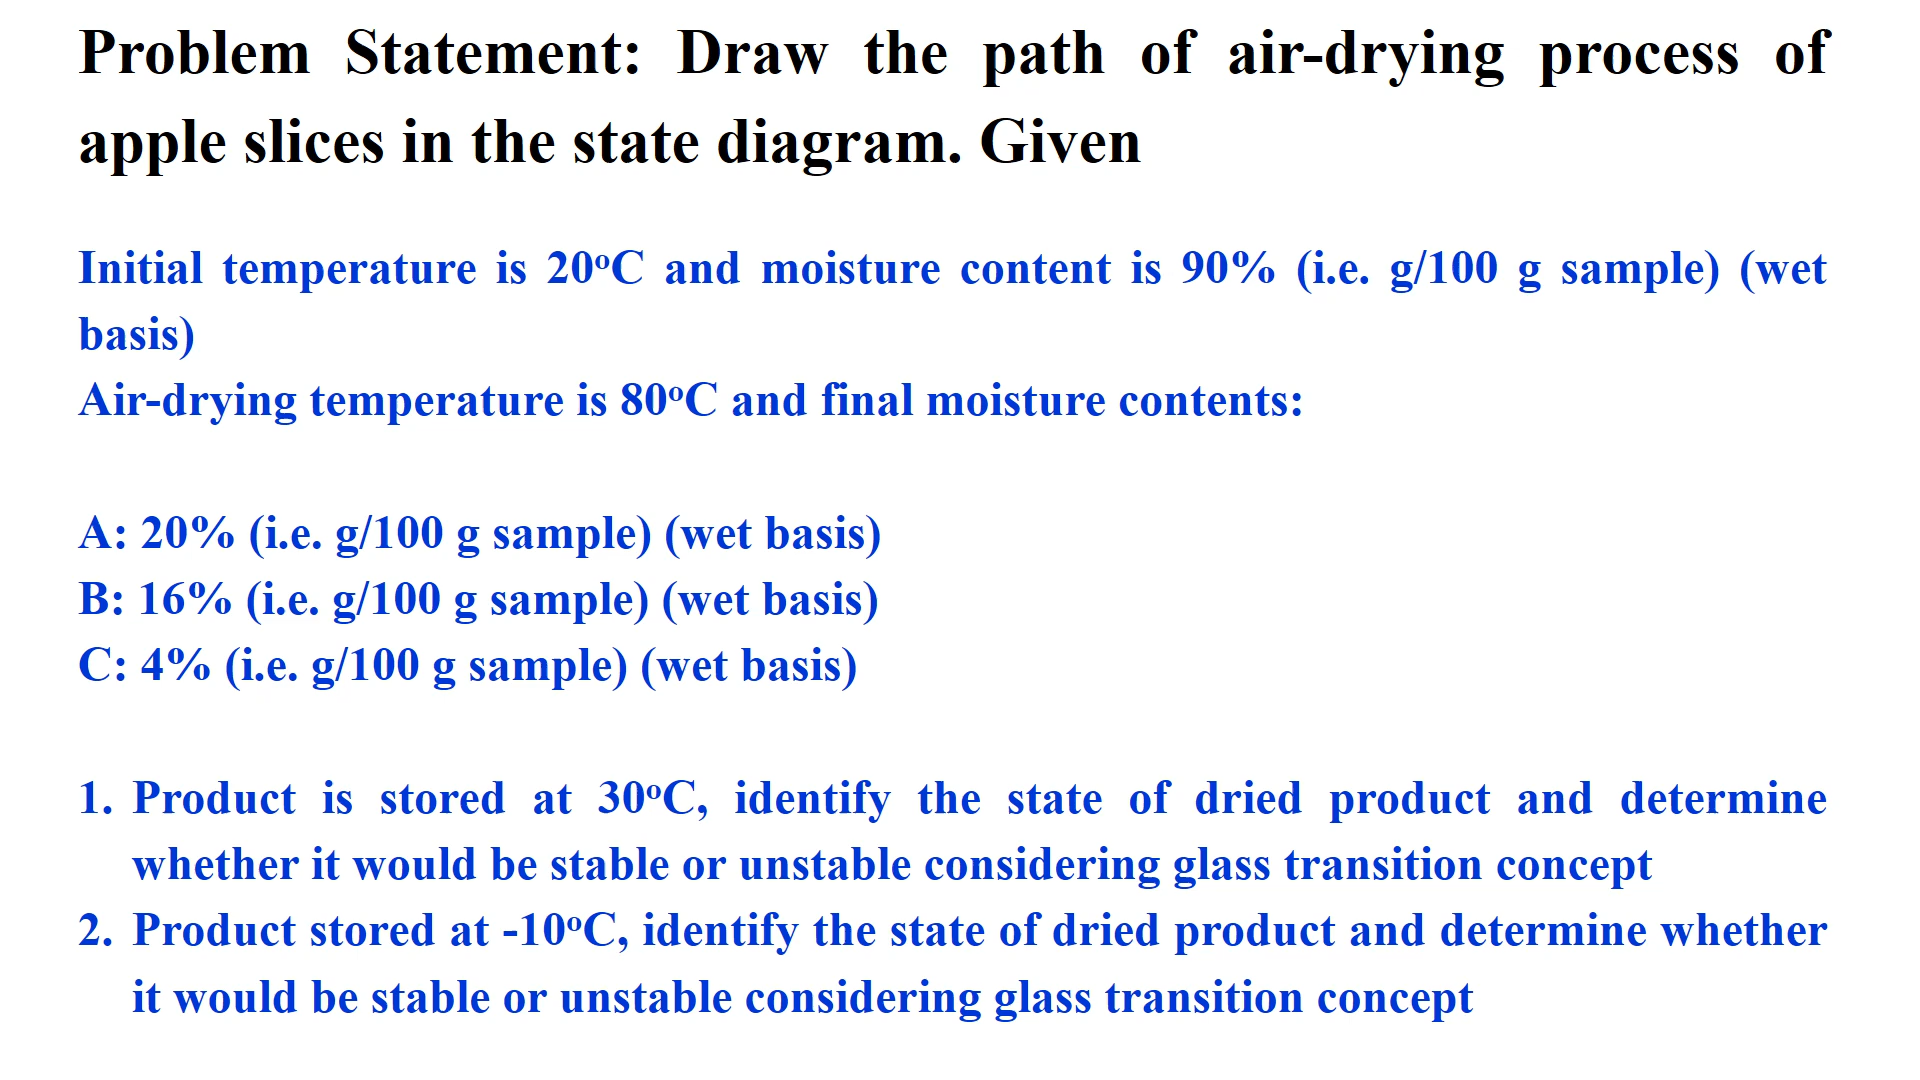 Problem Statement: Draw the path of air-drying process of
apple slices in the state diagram. Given
Initial temperature is 20ºC and moisture content is 90% (i.e. g/100 g sample) (wet
basis)
Air-drying temperature is 80ºC and final moisture contents:
A: 20% (i.e. g/100 g sample) (wet basis)
B: 16% (i.e. g/100 g sample) (wet basis)
C: 4% (i.e. g/100 g sample) (wet basis)
1. Product is stored at 30ºC, identify the state of dried product and determine
whether it would be stable or unstable considering glass transition concept
2. Product stored at -10ºC, identify the state of dried product and determine whether
it would be stable or unstable considering glass transition concept